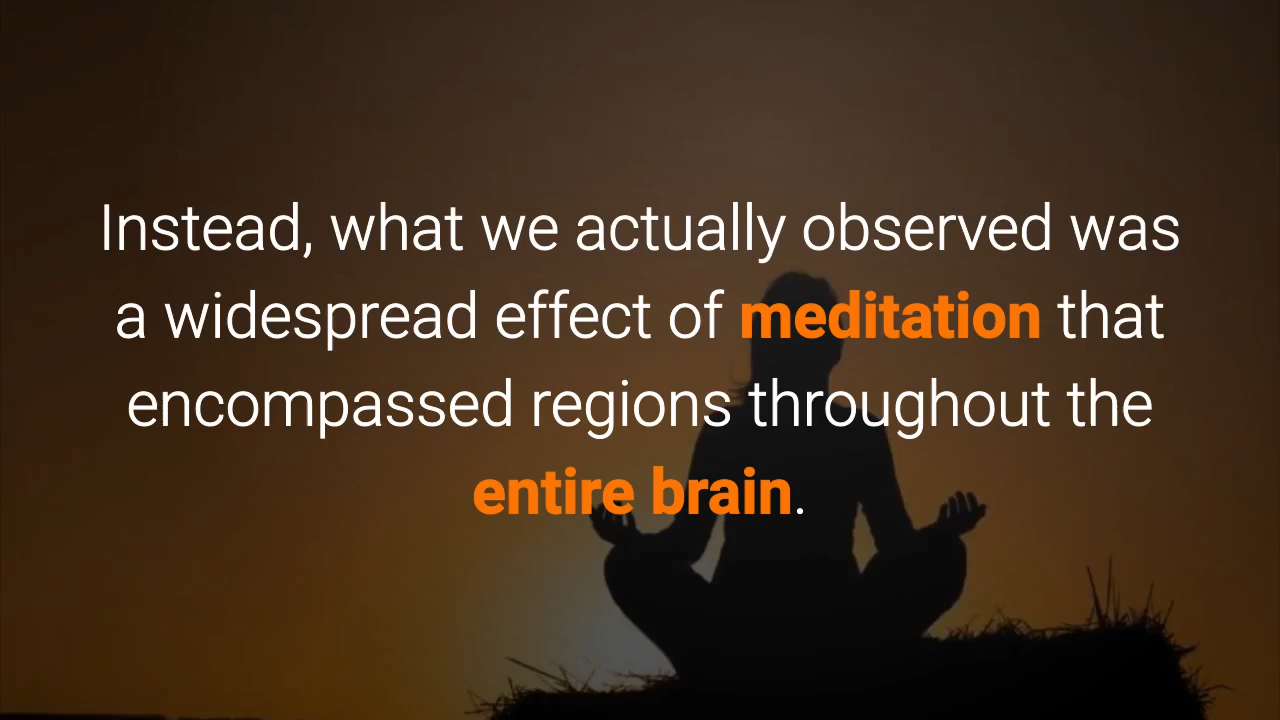 Instead, what we actually observed was
a widespread effect of meditation that
encompassed regions throughout the
entire brain.